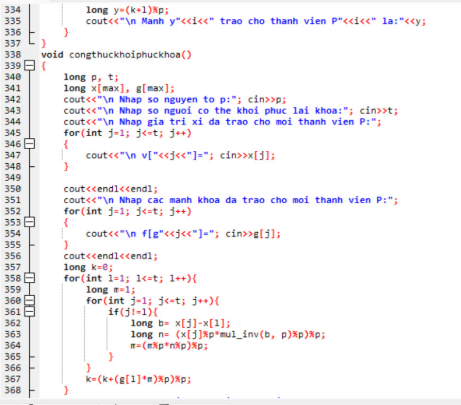 334 long y=(k+l)%p;
335 cout<<"\n Manh y"<<i<<" trao cho thanh vien P"<<i<<" la:"<<y;
336 }
337 }
338 void congthuckhoiphuckhoa()
339 {
340 long p, t;
341 long x[max], g[max];
342 cout<<"\n Nhap so nguyen to p:"; cin>>p;
343 cout<<"\n Nhap so nguoi co the khoi phuc lai khoa:"; cin>>t;
344 cout<<"\n Nhap gia tri xi da trao cho moi thanh vien P:";
345 for(int j=1; j<=t; j++)
346 {
347 cout<<"\n v["<<j<<"]="; cin>>x[j];
348 }
349
350 cout<<endl<<endl;
351 cout<<"\n Nhap cac manh khoa da trao cho moi thanh vien P:";
352 for(int j=1; j<=t; j++)
353 {
354 cout<<"\n f[g"<<j<<"]="; cin>>g[j];
355 }
356 cout<<endl<<endl;
357 long k=0;
358 for(int l=1; l<=t; l++){
359 long m=1;
360 for(int j=1; j<=t; j++){
361 if(j!=l){
362 long b= x[j]-x[l];
363 long n= (x[j]%p*mul_inv(b, p)%p)%p;
364 m=(m%p*n%p)%p;
365 }
366 }
367 k=(k+(g[l]*m)%p)%p;
368 }